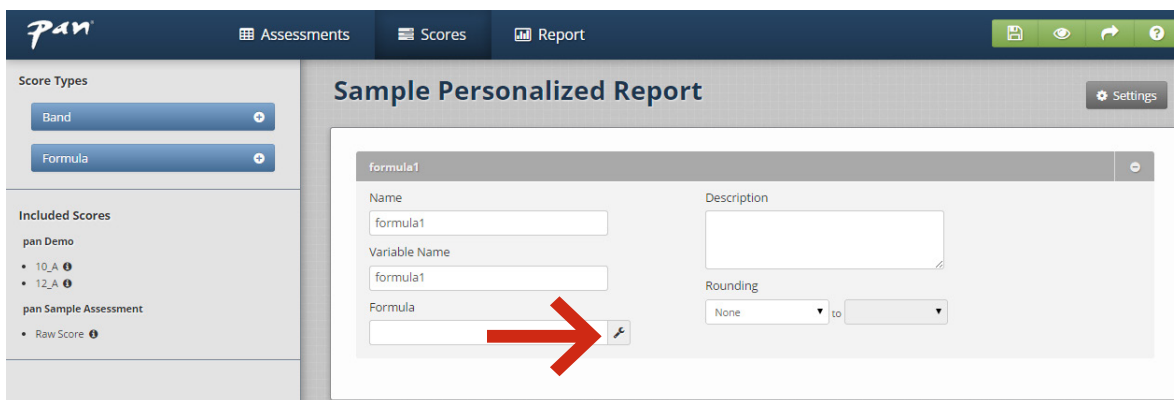 pan
Assessments
Scores
Report
Score Types
Band
Formula
Included Scores
pan Demo
10_A
12_A
pan Sample Assessment
Raw Score
Sample Personalized Report
Settings
formula1
Name
formula1
Variable Name
formula1
Formula
Description
Rounding
None
to